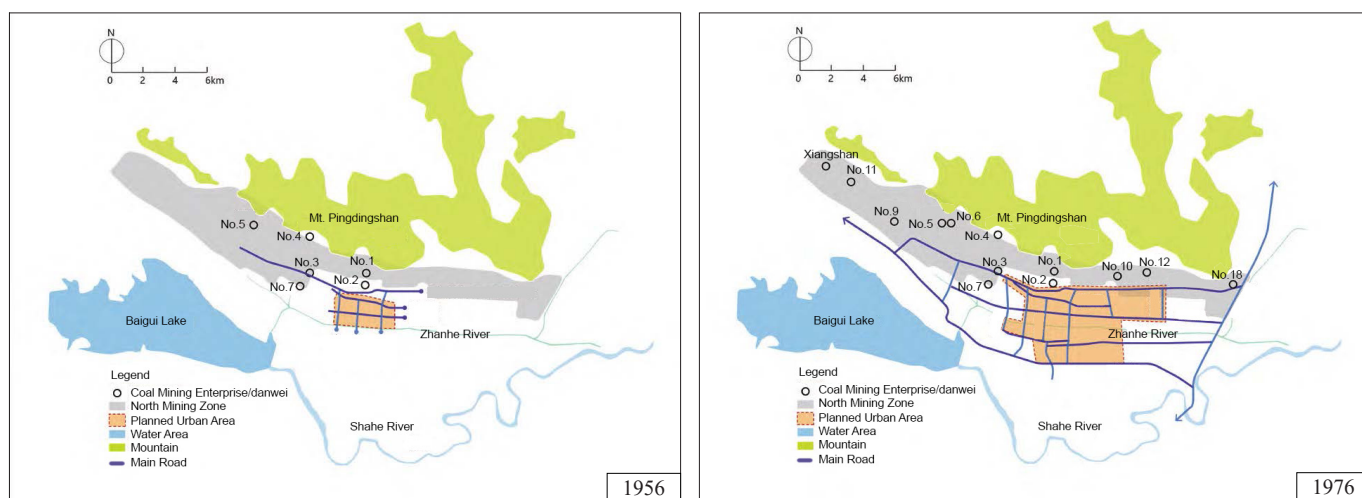 N
0 2 4 6km
Mt. Pingdingshan
No.5
No.4
No.3
No.1
No.7
No.2
Baigui Lake
Zhanhe River
Legend
Coal Mining Enterprise/danwei
North Mining Zone
Planned Urban Area
Water Area
Mountain
Main Road
Shahe River
1956
N
0 2 4 6km
Xiangshan
No.11
No.9
No.5
No.6
Mt. Pingdingshan
No.4
No.3
No.1
No.7
No.2
No.10
No.12
No.18
Baigui Lake
Zhanhe River
Legend
Coal Mining Enterprise/danwei
North Mining Zone
Planned Urban Area
Water Area
Mountain
Main Road
Shahe River
1976